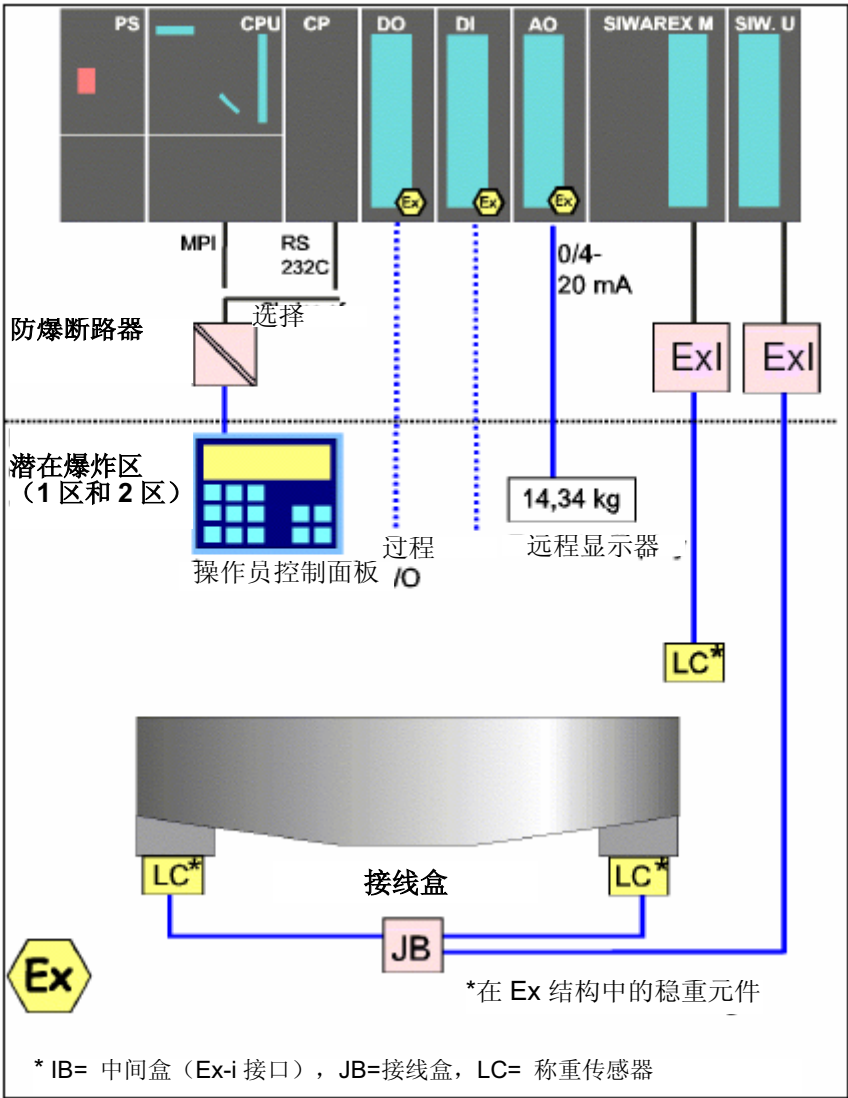 PS CPU CP DO DI AO SIWAREX M SIW. U
Ex Ex Ex
MPI RS
232C
0/4-
20 mA
选择
防爆断路器
ExI ExI
潜在爆炸区
（1 区和 2 区）
14,34 kg
过程
远程显示器
操作员控制面板 /O
LC*
LC* 接线盒 LC*
JB
Ex
*在 Ex 结构中的稳重元件
* IB= 中间盒（Ex-i 接口），JB=接线盒，LC= 称重传感器